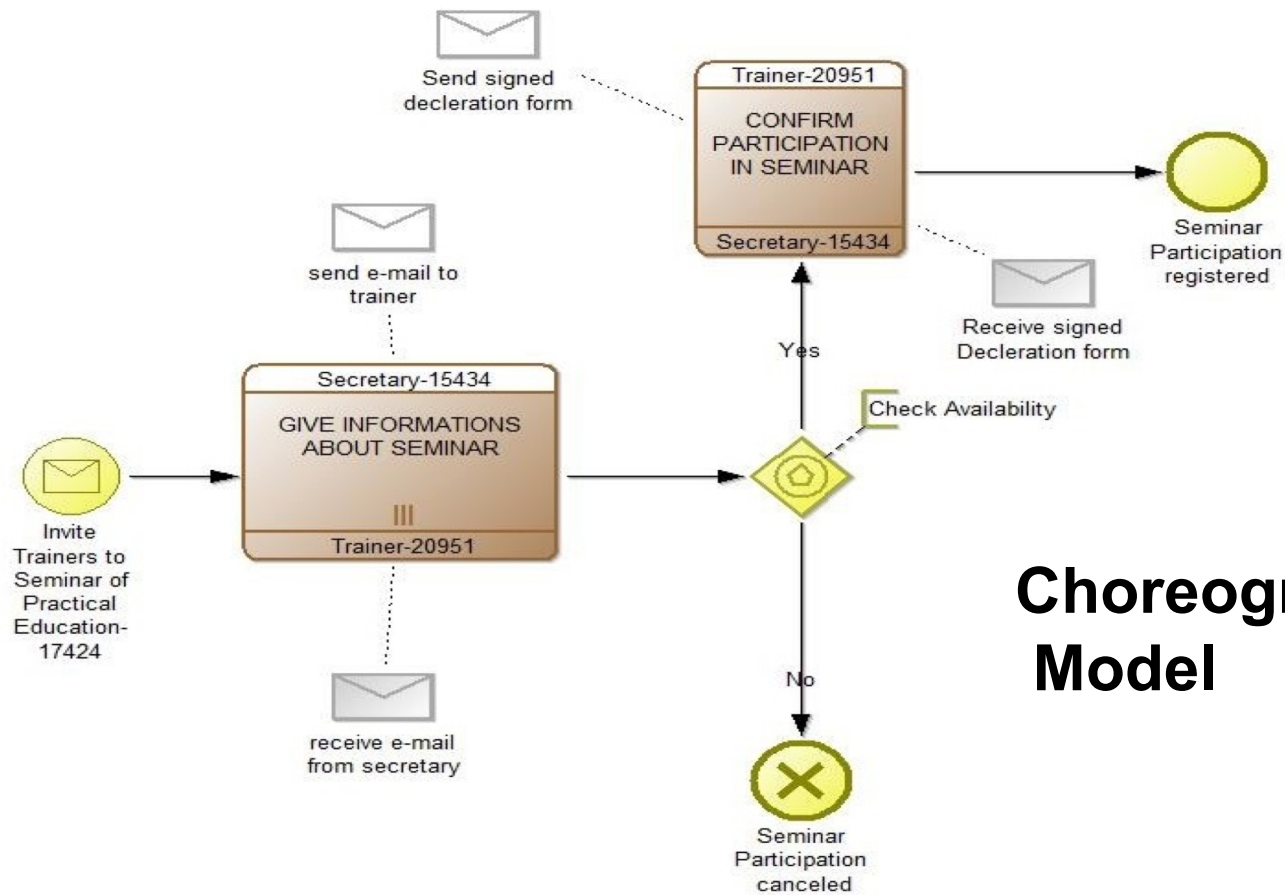 Send signed
decleration form
Trainer-20951
CONFIRM
PARTICIPATION
IN SEMINAR
Secretary-15434
Seminar
Participation
registered
send e-mail to
trainer
Receive signed
Decleration form
Yes
Secretary-15434
GIVE INFORMATIONS
ABOUT SEMINAR
Trainer-20951
Check Availability
Invite
Trainers to
Seminar of
Practical
Education-
17424
No
receive e-mail
from secretary
Seminar
Participation
canceled
Model